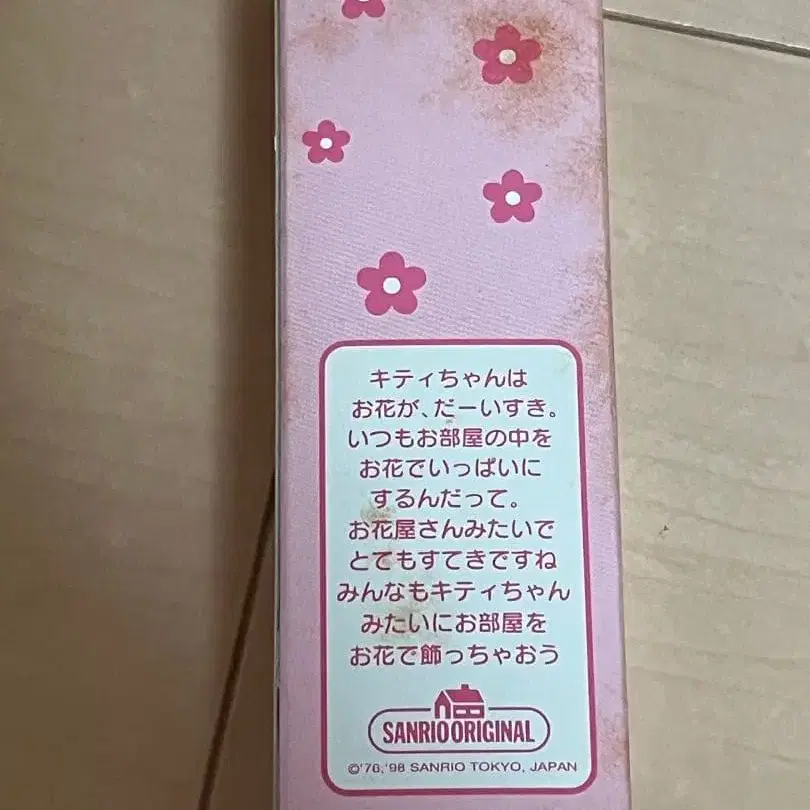 キティちゃんは
お花が、だーいすき。
いつもお部屋の中を
お花でいっぱいに
するんだって。
お花屋さんみたいで
とてもすてきですね
みんなもキティちゃん
みたいにお部屋を
お花で飾っちゃおう
SANRIO ORIGINAL
©'76,'98 SANRIO TOKYO, JAPAN